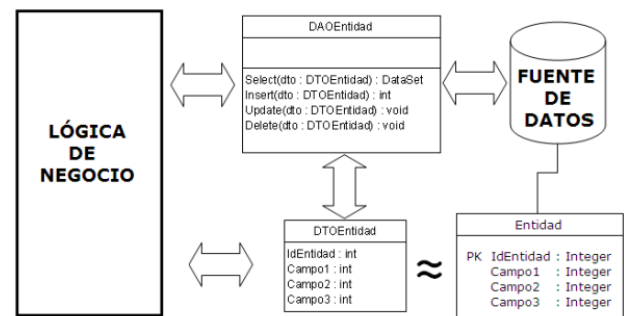 LÓGICA
DE
NEGOCIO
DAOEntidad
Select(dto : DTOEntidad) : DataSet
Insert(dto : DTOEntidad) : int
Update(dto : DTOEntidad) : void
Delete(dto : DTOEntidad) : void
FUENTE
DE
DATOS
DTOEntidad
IdEntidad : int
Campo1 : int
Campo2 : int
Campo3 : int
≈
Entidad
PK IdEntidad : Integer
Campo1 : Integer
Campo2 : Integer
Campo3 : Integer